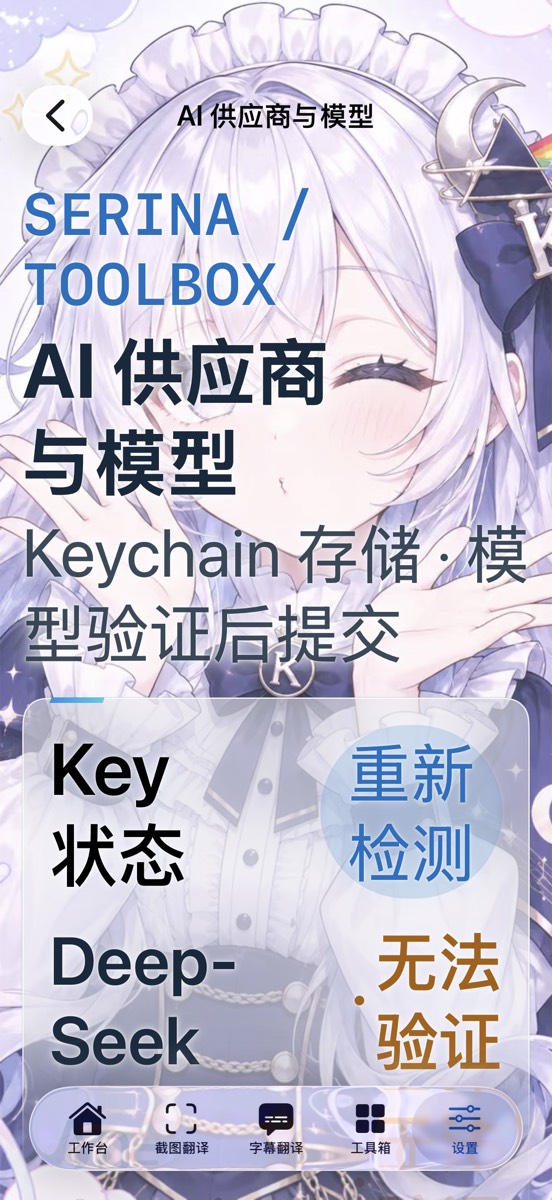 AI 供应商与模型
SERINA /
TOOLBOX
AI 供应商
与模型
Keychain 存储 · 模
型验证后提交
Key
状态
重新
检测
Deep-
Seek
· 无法
验证
工作台
截图翻译
字幕翻译
工具箱
设置
K
K